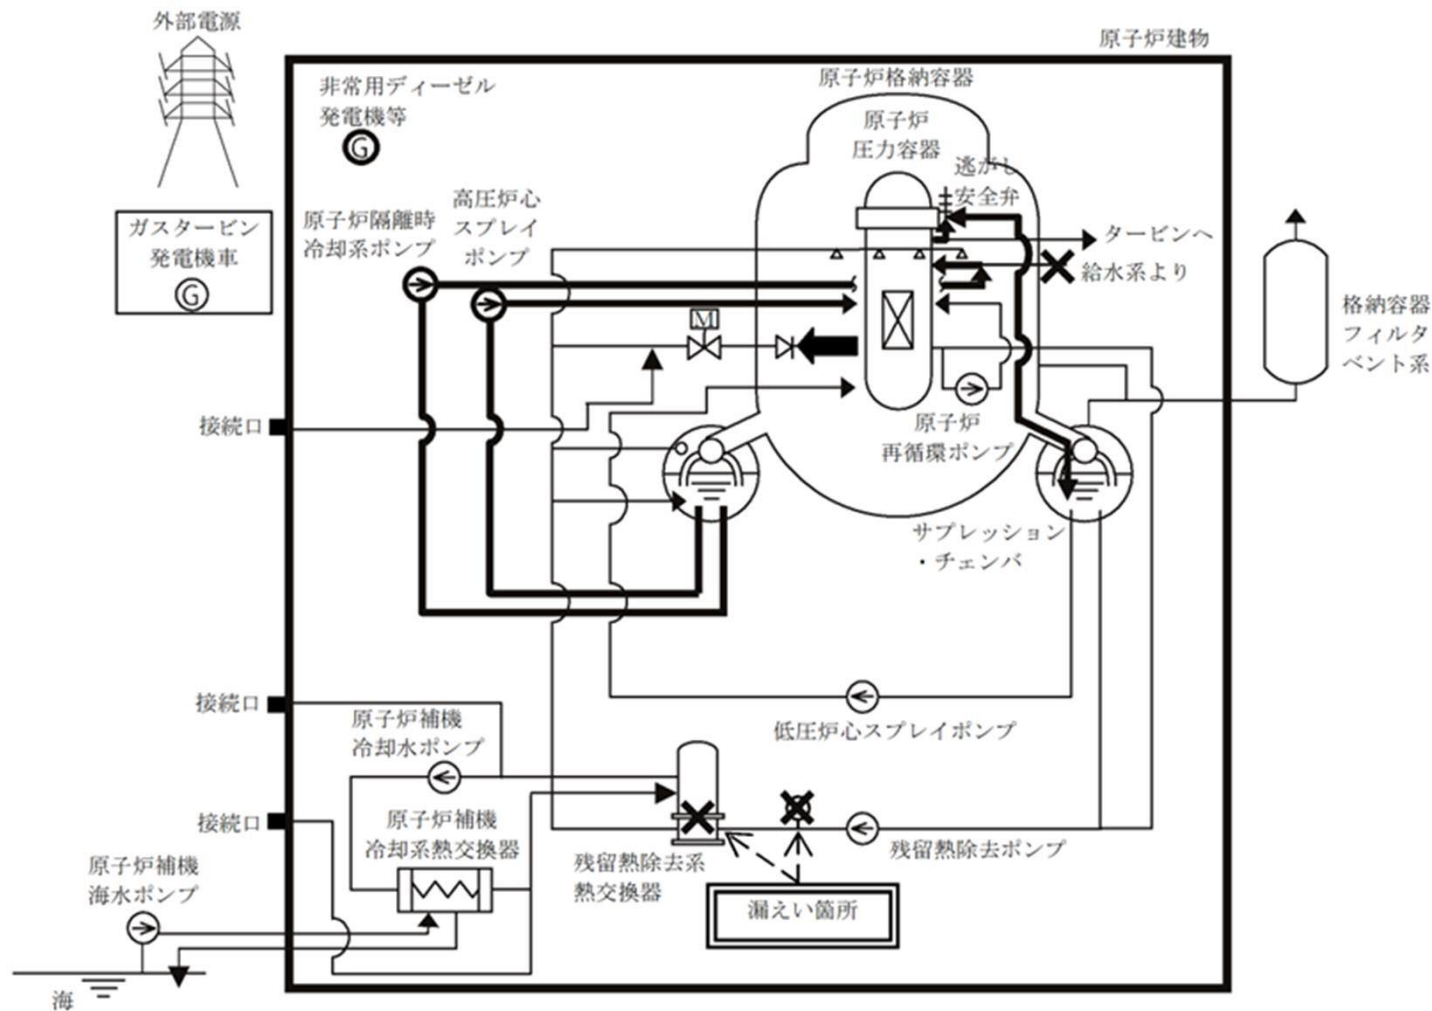 外部電源
原子炉建物
非常用ディーゼル
発電機等
G
原子炉格納容器
原子炉
圧力容器
逃がし
安全弁
ガスタービン
発電機車
G
原子炉隔離時
冷却系ポンプ
高圧炉心
スプレイ
ポンプ
タービンへ
給水系より
格納容器
フィルタ
ベント系
M
接続口
原子炉
再循環ポンプ
サプレッション
・チェンバ
接続口
原子炉補機
冷却水ポンプ
低圧炉心スプレイポンプ
接続口
原子炉補機
冷却系熱交換器
原子炉補機
海水ポンプ
残留熱除去系
熱交換器
残留熱除去ポンプ
漏えい箇所
海